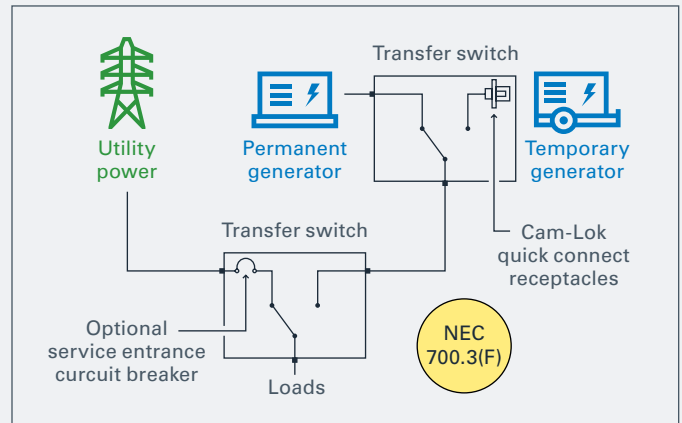 Transfer switch
Utility
power
Permanent
generator
Temporary
generator
Transfer switch
Cam-Lok
quick connect
receptacles
Optional
service entrance
curcuit breaker
NEC
700.3(F)
Loads